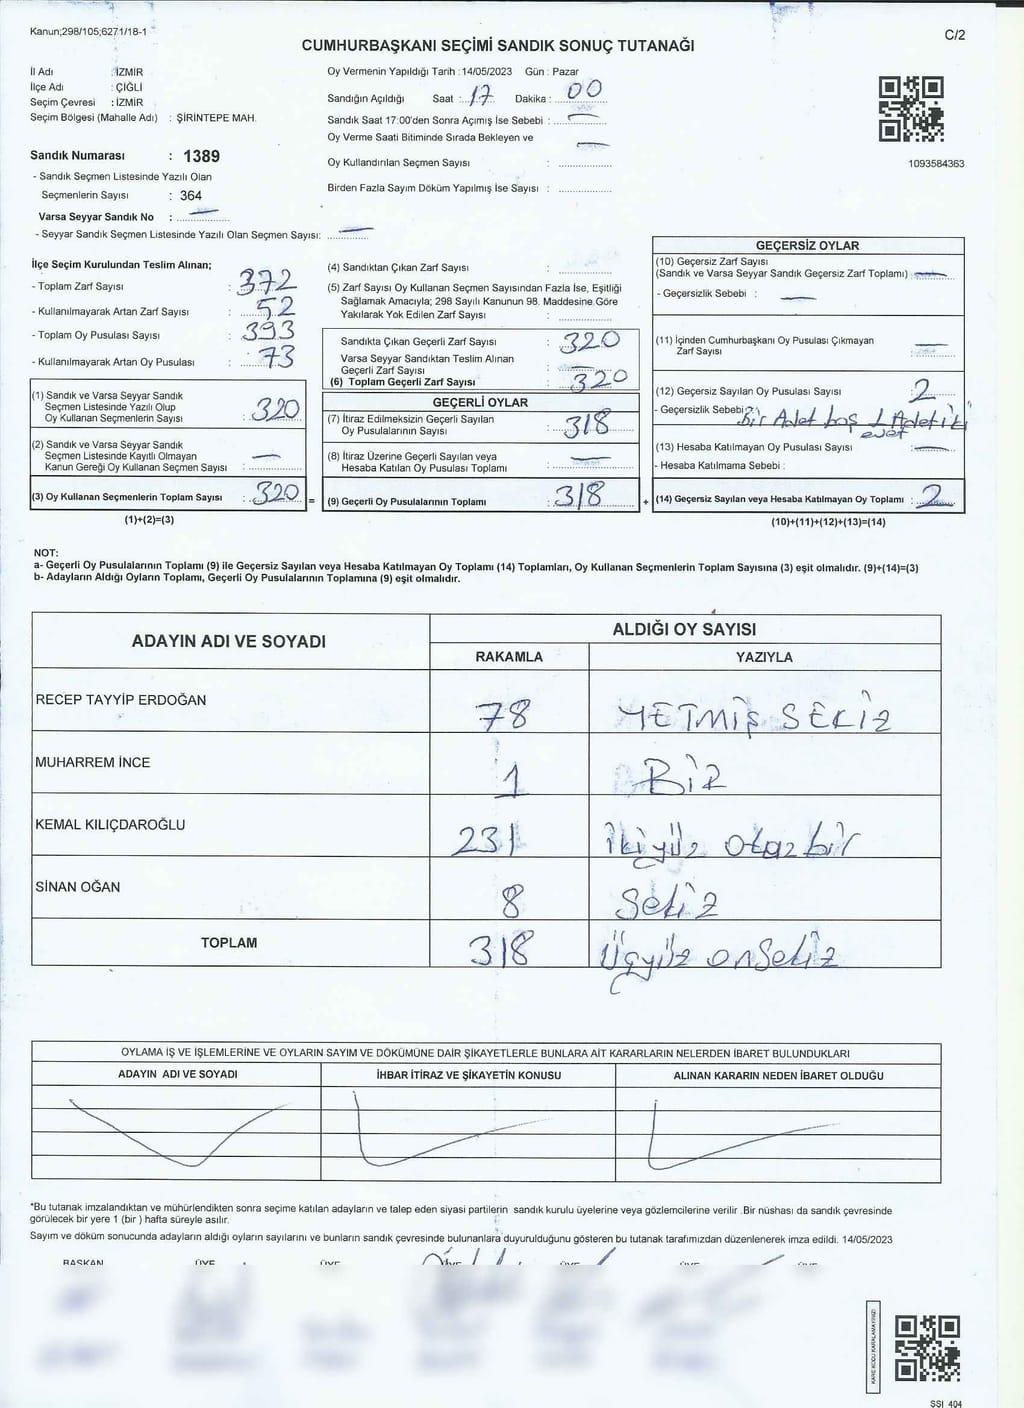 Kanun;298/105;6271/18-1
C/2
CUMHURBAŞKANI SEÇİMİ SANDIK SONUÇ TUTANAĞI
İl Adı : İZMİR
İlçe Adı : ÇİĞLİ
Seçim Çevresi : İZMİR
Seçim Bölgesi (Mahalle Adı) : ŞİRİNTEPE MAH.
Oy Vermenin Yapıldığı Tarih : 14/05/2023 Gün : Pazar
Sandığın Açıldığı Saat : 17 Dakika : 00
Sandık Saat 17:00'den Sonra Açımış İse Sebebi :
Oy Verme Saati Bitiminde Sırada Bekleyen ve
Oy Kullandırılan Seçmen Sayısı :
Birden Fazla Sayım Döküm Yapılmış İse Sayısı :
1093584363
Sandık Numarası : 1389
- Sandık Seçmen Listesinde Yazılı Olan
Seçmenlerin Sayısı : 364
Varsa Seyyar Sandık No :
- Seyyar Sandık Seçmen Listesinde Yazılı Olan Seçmen Sayısı:
İlçe Seçim Kurulundan Teslim Alınan;
- Toplam Zarf Sayısı : 372
- Kullanılmayarak Artan Zarf Sayısı : 52
- Toplam Oy Pusulası Sayısı : 393
- Kullanılmayarak Artan Oy Pusulası : 73
(1) Sandık ve Varsa Seyyar Sandık
Seçmen Listesinde Yazılı Olup
Oy Kullanan Seçmenlerin Sayısı : 320
(2) Sandık ve Varsa Seyyar Sandık
Seçmen Listesinde Kayıtlı Olmayan
Kanun Gereği Oy Kullanan Seçmen Sayısı :
(3) Oy Kullanan Seçmenlerin Toplam Sayısı : 320 =
(1)+(2)=(3)
(4) Sandıktan Çıkan Zarf Sayısı :
(5) Zarf Sayısı Oy Kullanan Seçmen Sayısından Fazla İse, Eşitliği
Sağlamak Amacıyla; 298 Sayılı Kanunun 98. Maddesine Göre
Yakılarak Yok Edilen Zarf Sayısı :
Sandıkta Çıkan Geçerli Zarf Sayısı : 320
Varsa Seyyar Sandıktan Teslim Alınan
Geçerli Zarf Sayısı :
(6) Toplam Geçerli Zarf Sayısı : 320
GEÇERLİ OYLAR
(7) İtiraz Edilmeksizin Geçerli Sayılan
Oy Pusulalarının Sayısı : 318
(8) İtiraz Üzerine Geçerli Sayılan veya
Hesaba Katılan Oy Pusulası Toplamı :
(9) Geçerli Oy Pusulalarının Toplamı : 318 +
GEÇERSİZ OYLAR
(10) Geçersiz Zarf Sayısı
(Sandık ve Varsa Seyyar Sandık Geçersiz Zarf Toplamı) :
- Geçersizlik Sebebi :
(11) İçinden Cumhurbaşkanı Oy Pusulası Çıkmayan
Zarf Sayısı :
(12) Geçersiz Sayılan Oy Pusulası Sayısı : 2
- Geçersizlik Sebebi : Bir Adet boş 1 Adet iki
evet
(13) Hesaba Katılmayan Oy Pusulası Sayısı :
- Hesaba Katılmama Sebebi :
(14) Geçersiz Sayılan veya Hesaba Katılmayan Oy Toplamı : 2
(10)+(11)+(12)+(13)=(14)
NOT:
a- Geçerli Oy Pusulalarının Toplamı (9) ile Geçersiz Sayılan veya Hesaba Katılmayan Oy Toplamı (14) Toplamları, Oy Kullanan Seçmenlerin Toplam Sayısına (3) eşit olmalıdır. (9)+(14)=(3)
b- Adayların Aldığı Oyların Toplamı, Geçerli Oy Pusulalarının Toplamına (9) eşit olmalıdır.
ADAYIN ADI VE SOYADI
ALDIĞI OY SAYISI
RAKAMLA YAZIYLA
RECEP TAYYİP ERDOĞAN 78 YETMİŞ SEKİZ
MUHARREM İNCE 1 BİR
KEMAL KILIÇDAROĞLU 231 İkiyüz otuz bir
SİNAN OĞAN 8 Sekiz
TOPLAM 318 Üçyüz onsekiz
OYLAMA İŞ VE İŞLEMLERİNE VE OYLARIN SAYIM VE DÖKÜMÜNE DAİR ŞİKAYETLERLE BUNLARA AİT KARARLARIN NELERDEN İBARET BULUNDUKLARI
ADAYIN ADI VE SOYADI İHBAR İTİRAZ VE ŞİKAYETİN KONUSU ALINAN KARARIN NEDEN İBARET OLDUĞU
*Bu tutanak imzalandıktan ve mühürlendikten sonra seçime katılan adayların ve talep eden siyasi partilerin sandık kurulu üyelerine veya gözlemcilerine verilir .Bir nüshası da sandık çevresinde
görülecek bir yere 1 (bir ) hafta süreyle asılır.
Sayım ve döküm sonucunda adayların aldığı oyların sayılarını ve bunların sandık çevresinde bulunanlara duyurulduğunu gösteren bu tutanak tarafımızdan düzenlenerek imza edildi. 14/05/2023
BAŞKAN ÜYE ÜYE ÜYE ÜYE ÜYE ÜYE
KARE KODU KARALAMAYINIZ!
SSI 404